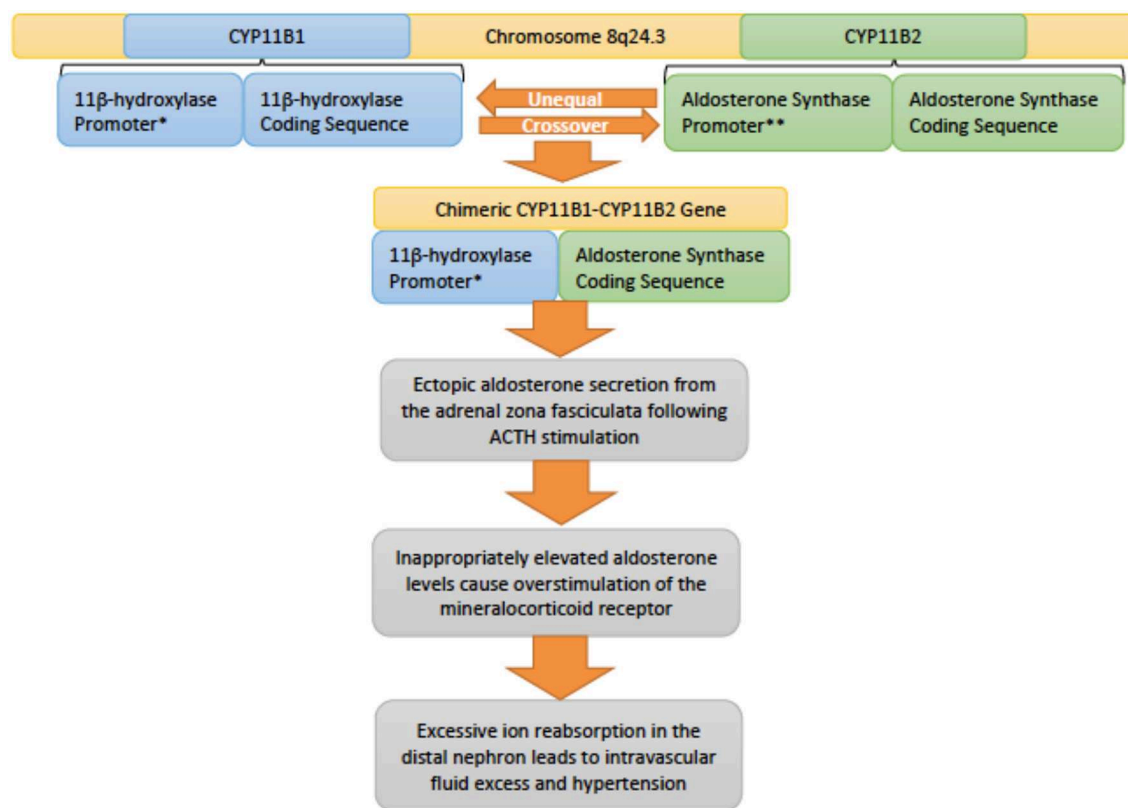 CYP11B1
Chromosome 8q24.3
CYP11B2
11β-hydroxylase
Promoter*
11β-hydroxylase
Coding Sequence
Unequal
Crossover
Aldosterone Synthase
Promoter**
Aldosterone Synthase
Coding Sequence
Chimeric CYP11B1-CYP11B2 Gene
11β-hydroxylase
Promoter*
Aldosterone Synthase
Coding Sequence
Ectopic aldosterone secretion from
the adrenal zona fasciculata following
ACTH stimulation
Inappropriately elevated aldosterone
levels cause overstimulation of the
mineralocorticoid receptor
Excessive ion reabsorption in the
distal nephron leads to intravascular
fluid excess and hypertension